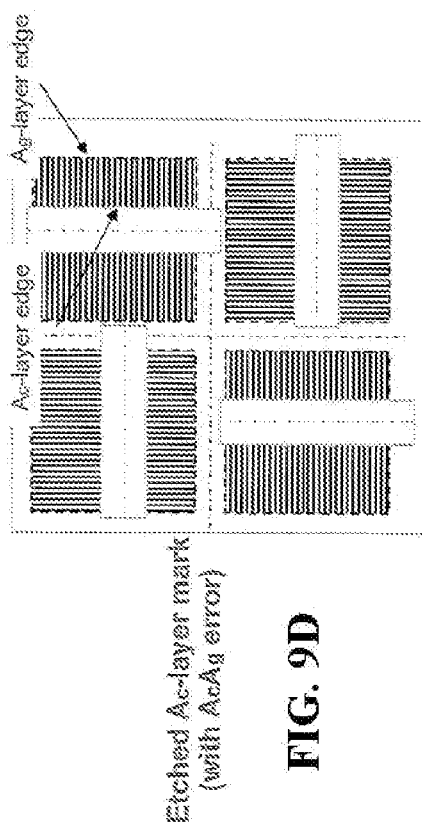 Ag-layer edge
Ac-layer edge
Etched Ac-layer mark
(with AcAg error)
FIG. 9D